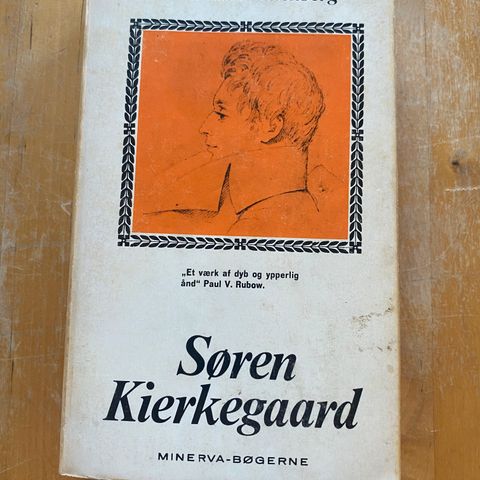 „Et værk af dyb og ypperlig
ånd“ Paul V. Rubow.
Søren
Kierkegaard
MINERVA-BØGERNE